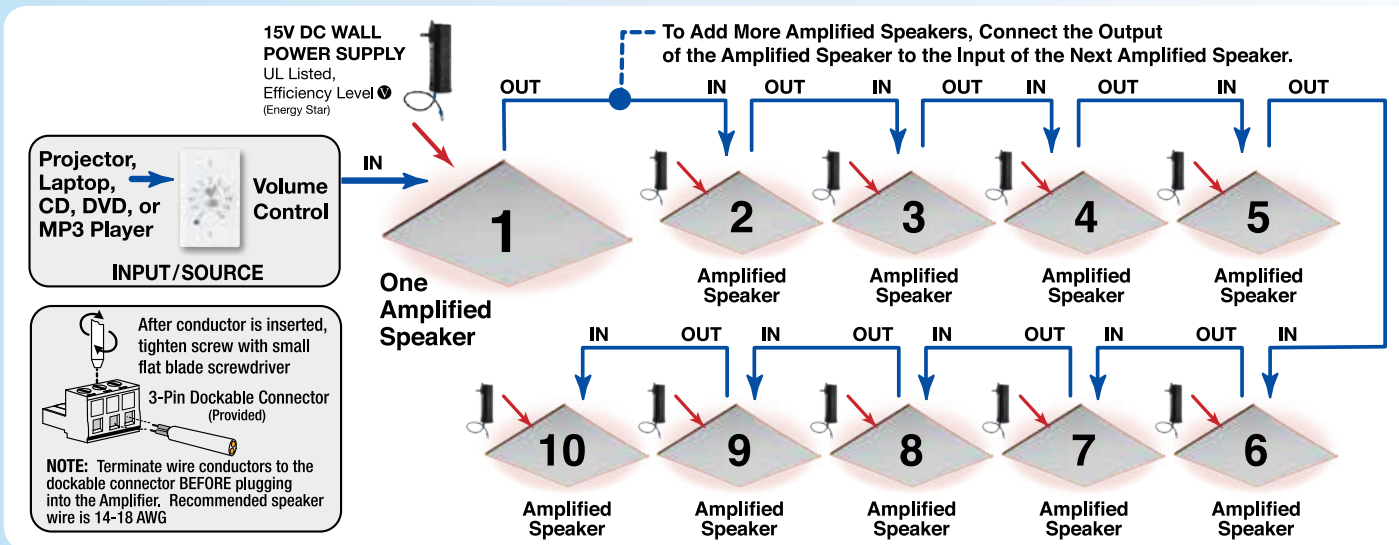 15V DC WALL
POWER SUPPLY
UL Listed,
Efficiency Level V
(Energy Star)
To Add More Amplified Speakers, Connect the Output
of the Amplified Speaker to the Input of the Next Amplified Speaker.
OUT
IN
OUT
IN
OUT
IN
OUT
IN
OUT
Projector,
Laptop,
CD, DVD, or
MP3 Player
Volume
Control
INPUT/SOURCE
IN
1
One
Amplified
Speaker
2
Amplified
Speaker
3
Amplified
Speaker
4
Amplified
Speaker
5
Amplified
Speaker
After conductor is inserted,
tighten screw with small
flat blade screwdriver
3-Pin Dockable Connector
(Provided)
NOTE: Terminate wire conductors to the
dockable connector BEFORE plugging
into the Amplifier. Recommended speaker
wire is 14-18 AWG
IN
OUT
IN
OUT
IN
OUT
IN
OUT
IN
10
Amplified
Speaker
9
Amplified
Speaker
8
Amplified
Speaker
7
Amplified
Speaker
6
Amplified
Speaker